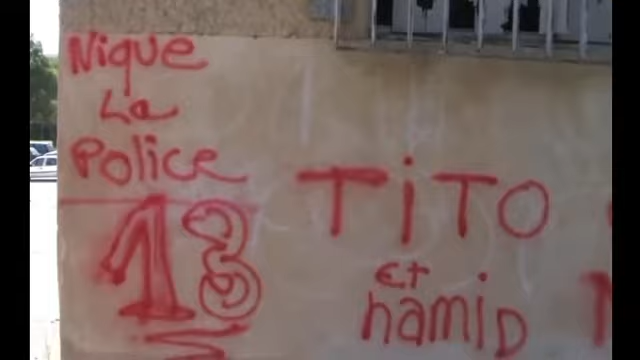 Nique
La
Police
13
TiTO
et
hamiD